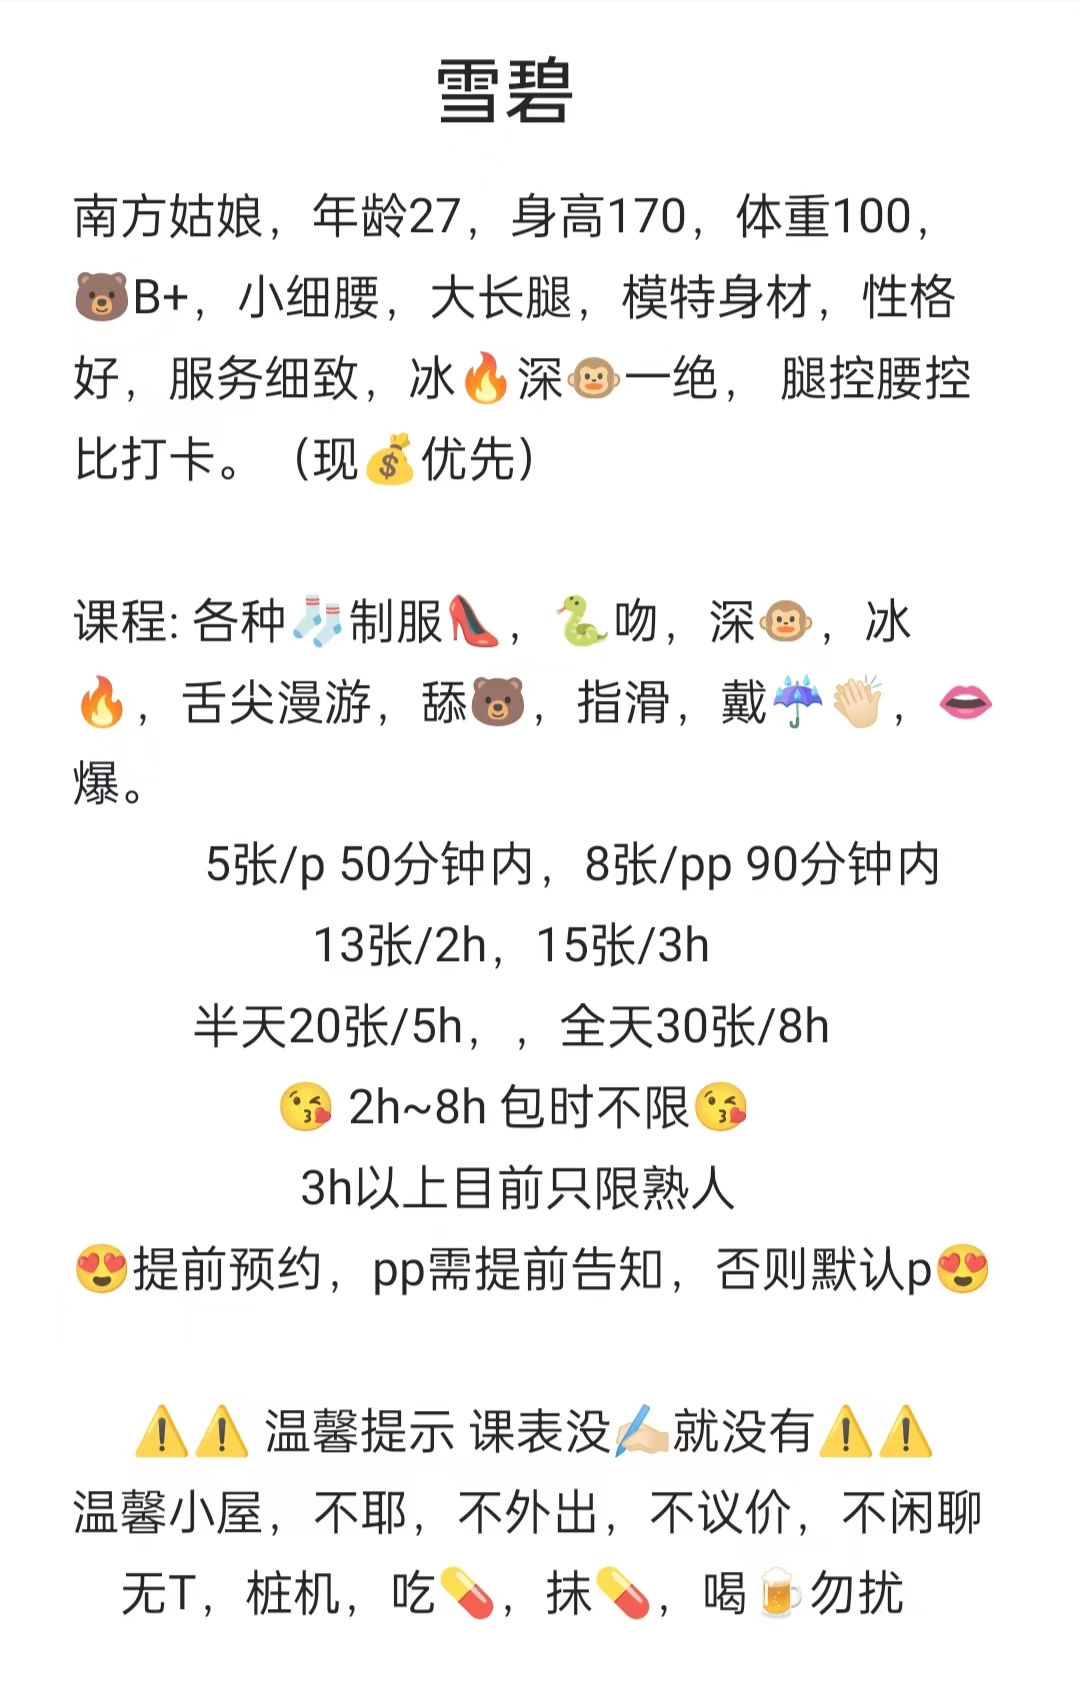 雪碧
南方姑娘，年龄27，身高170，体重100，
🐻B+，小细腰，大长腿，模特身材，性格
好，服务细致，冰🔥深🐵一绝， 腿控腰控
比打卡。（现💰优先）
课程: 各种🧦制服👠，🐍吻，深🐵，冰
🔥，舌尖漫游，舔🐻，指滑，戴☔👏🏻，👄
爆。
5张/p 50分钟内，8张/pp 90分钟内
13张/2h，15张/3h
半天20张/5h，，全天30张/8h
😘 2h~8h 包时不限😘
3h以上目前只限熟人
😍提前预约，pp需提前告知，否则默认p😍
⚠️⚠️ 温馨提示 课表没✍🏻就没有⚠️⚠️
温馨小屋，不耶，不外出，不议价，不闲聊
无T，桩机，吃💊，抹💊，喝🍺勿扰